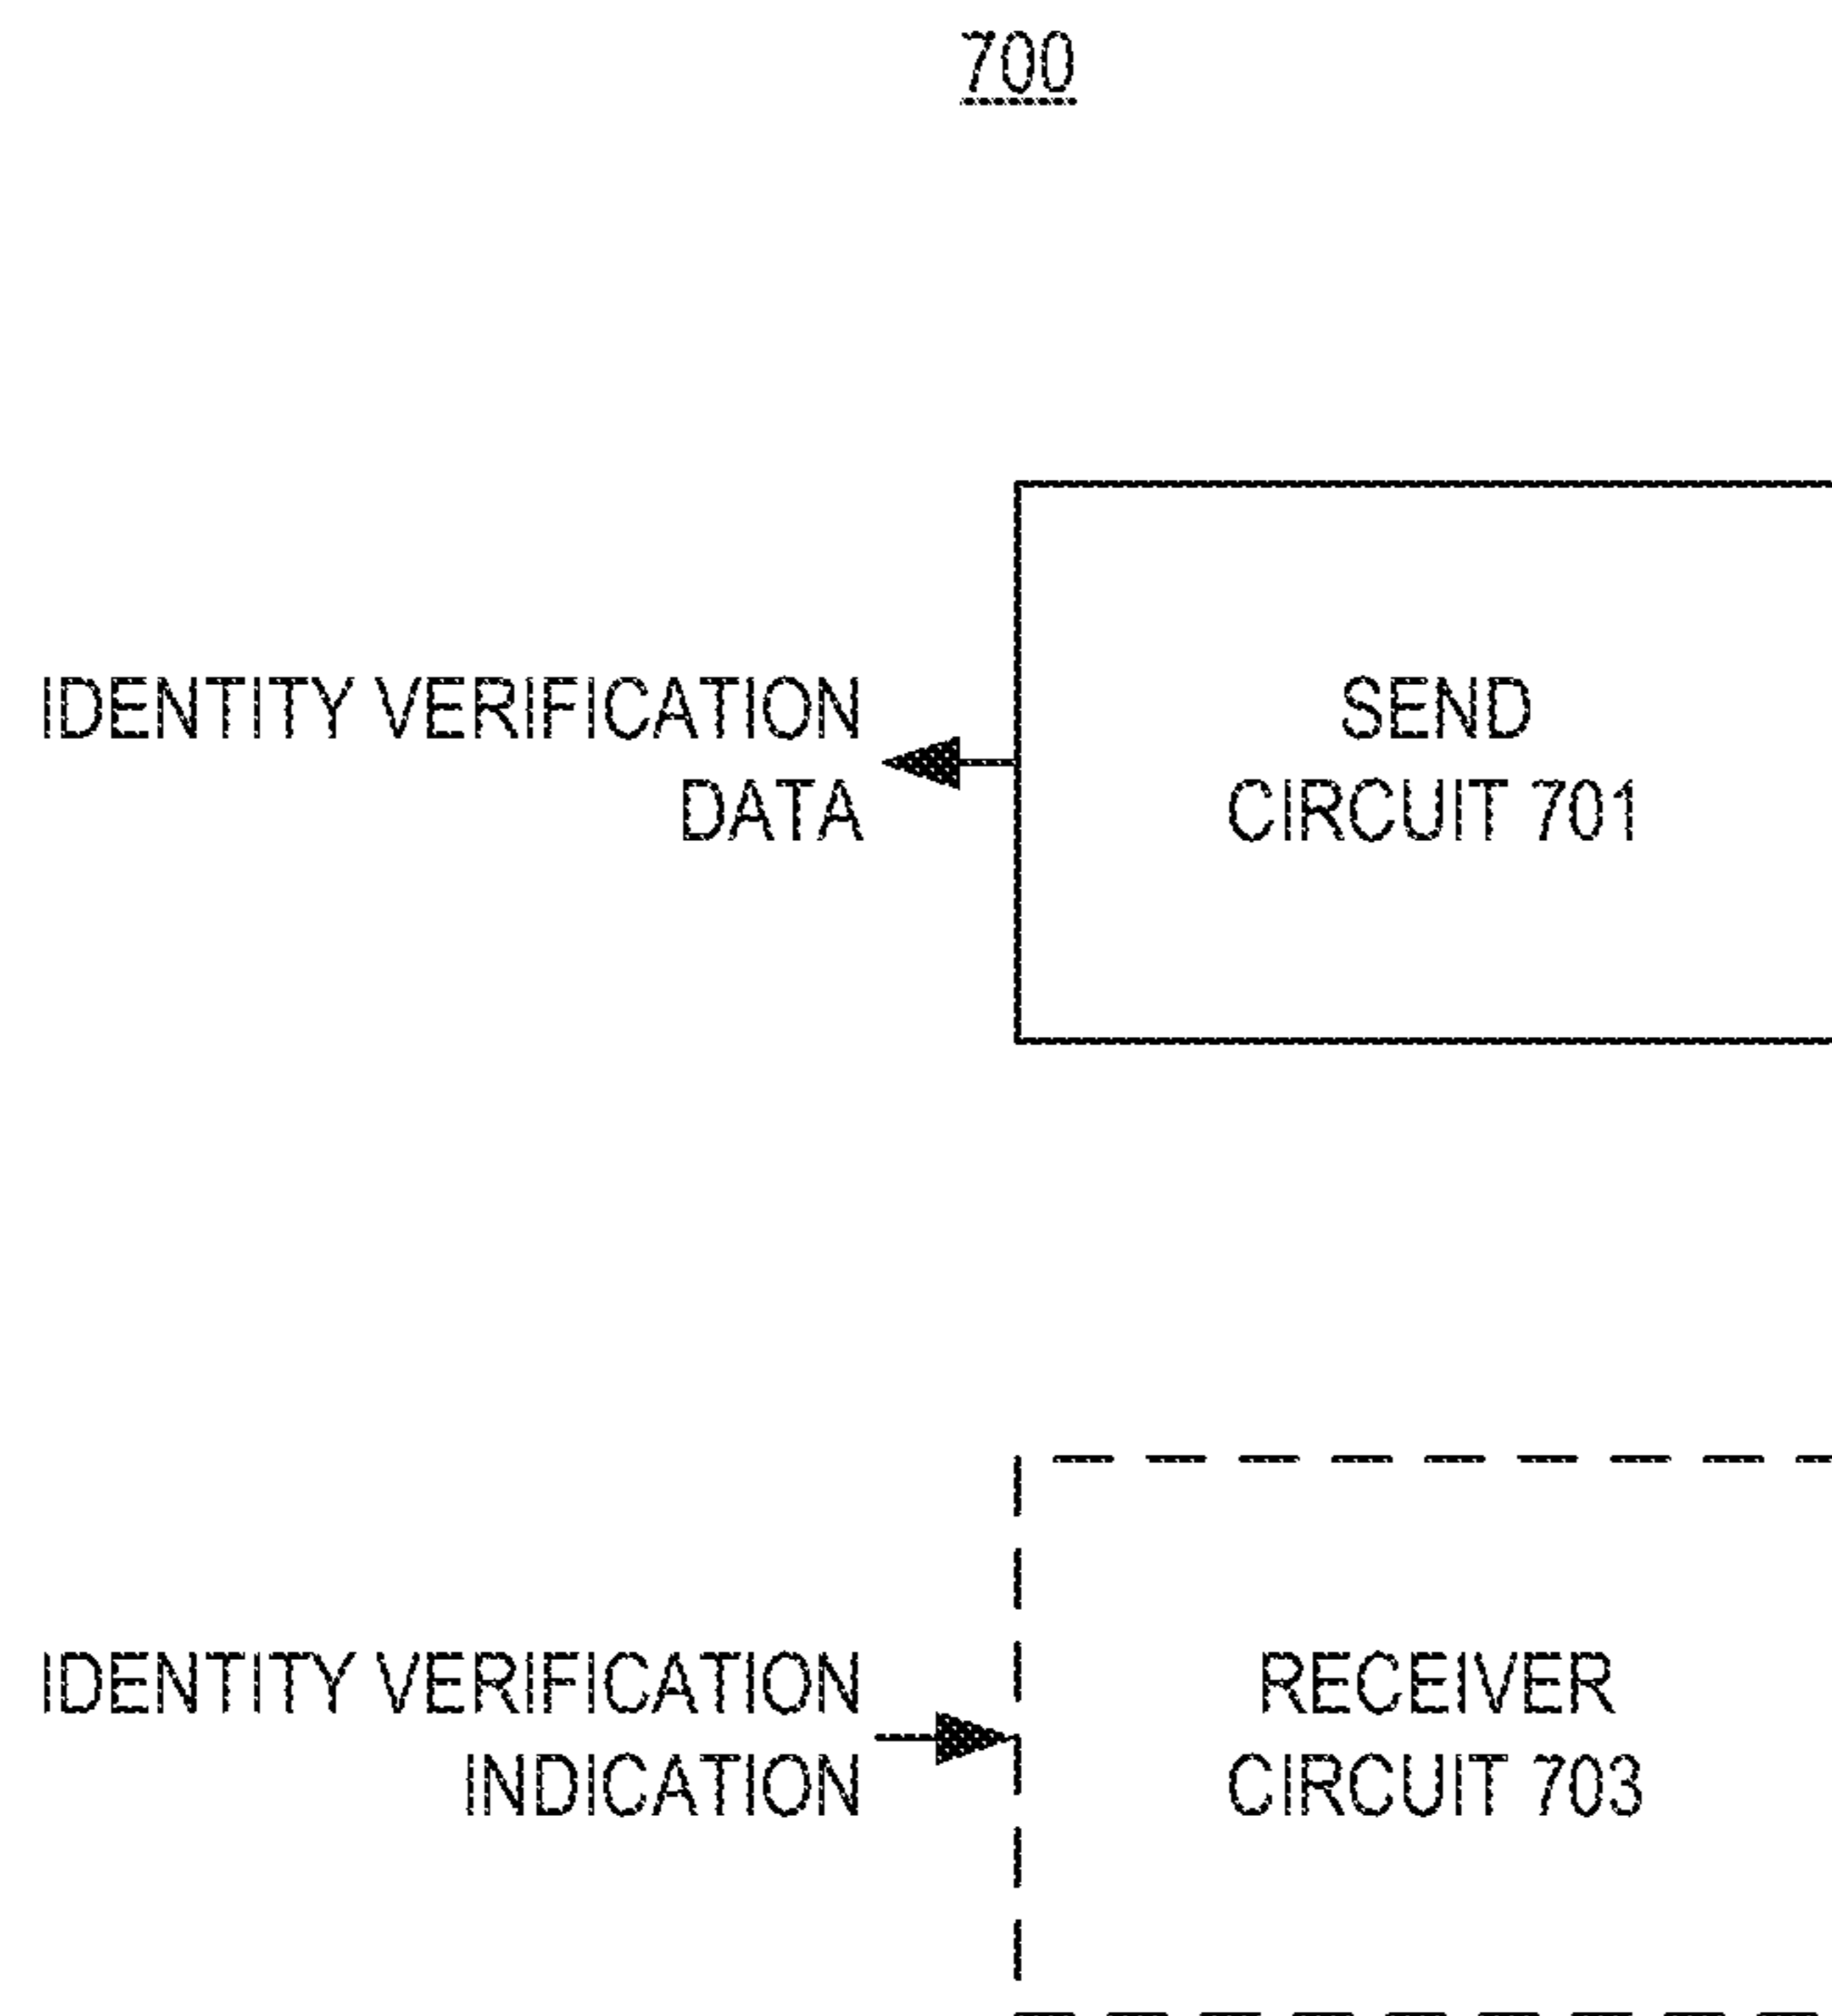 700
IDENTITY VERIFICATION
DATA
SEND
CIRCUIT 701
IDENTITY VERIFICATION
INDICATION
RECEIVER
CIRCUIT 703